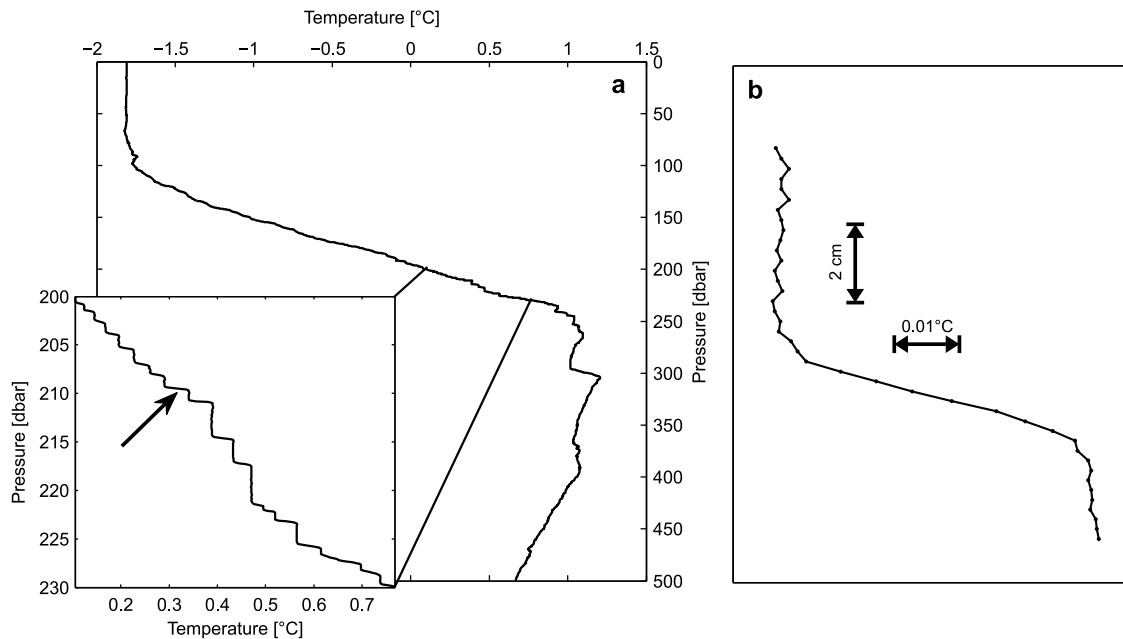 Temperature [°C]
−2 −1.5 −1 −0.5 0 0.5 1 1.5
a
b
0
50
100
150
200
250
300
350
400
450
500
Pressure [dbar]
200
205
210
215
220
225
230
Pressure [dbar]
0.2 0.3 0.4 0.5 0.6 0.7
Temperature [°C]
2 cm
0.01°C